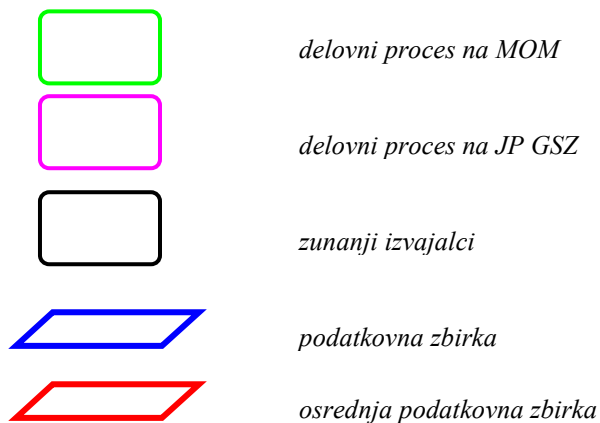 delovni proces na MOM
delovni proces na JP GSZ
zunanji izvajalci
podatkovna zbirka
osrednja podatkovna zbirka